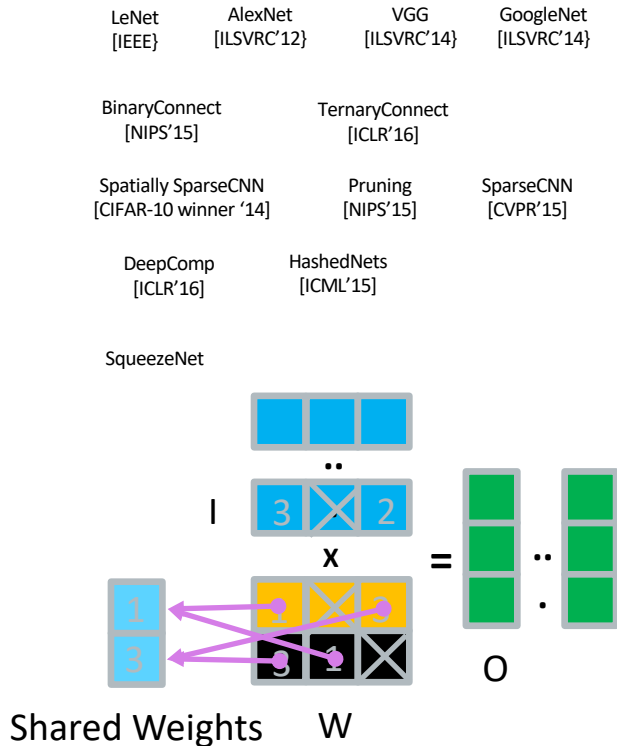 LeNet
[IEEE}
AlexNet
[ILSVRC’12}
VGG
[ILSVRC’14}
GoogleNet
[ILSVRC’14}
BinaryConnect
[NIPS’15]
TernaryConnect
[ICLR’16]
Spatially SparseCNN
[CIFAR-10 winner ‘14]
Pruning
[NIPS’15]
SparseCNN
[CVPR’15]
DeepComp
[ICLR’16]
HashedNets
[ICML’15]
SqueezeNet
..
I
3 2
x
=
..
.
1
3
1 3
3 1
O
Shared Weights
W